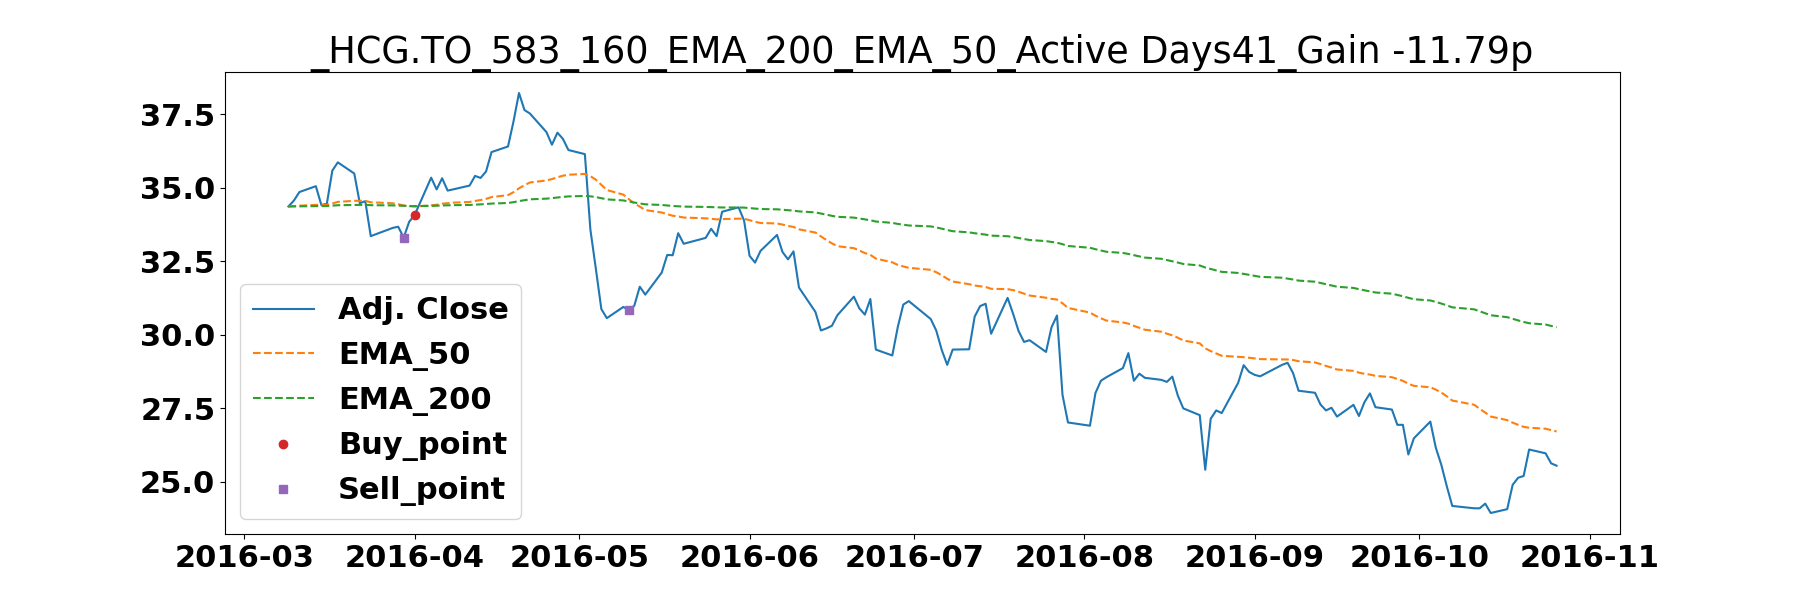 _HCG.TO_583_160_EMA_200_EMA_50_Active Days41_Gain -11.79p
37.5
35.0
32.5
30.0
27.5
25.0
Adj. Close
EMA_50
EMA_200
Buy_point
Sell_point
2016-03 2016-04 2016-05 2016-06 2016-07 2016-08 2016-09 2016-10 2016-11